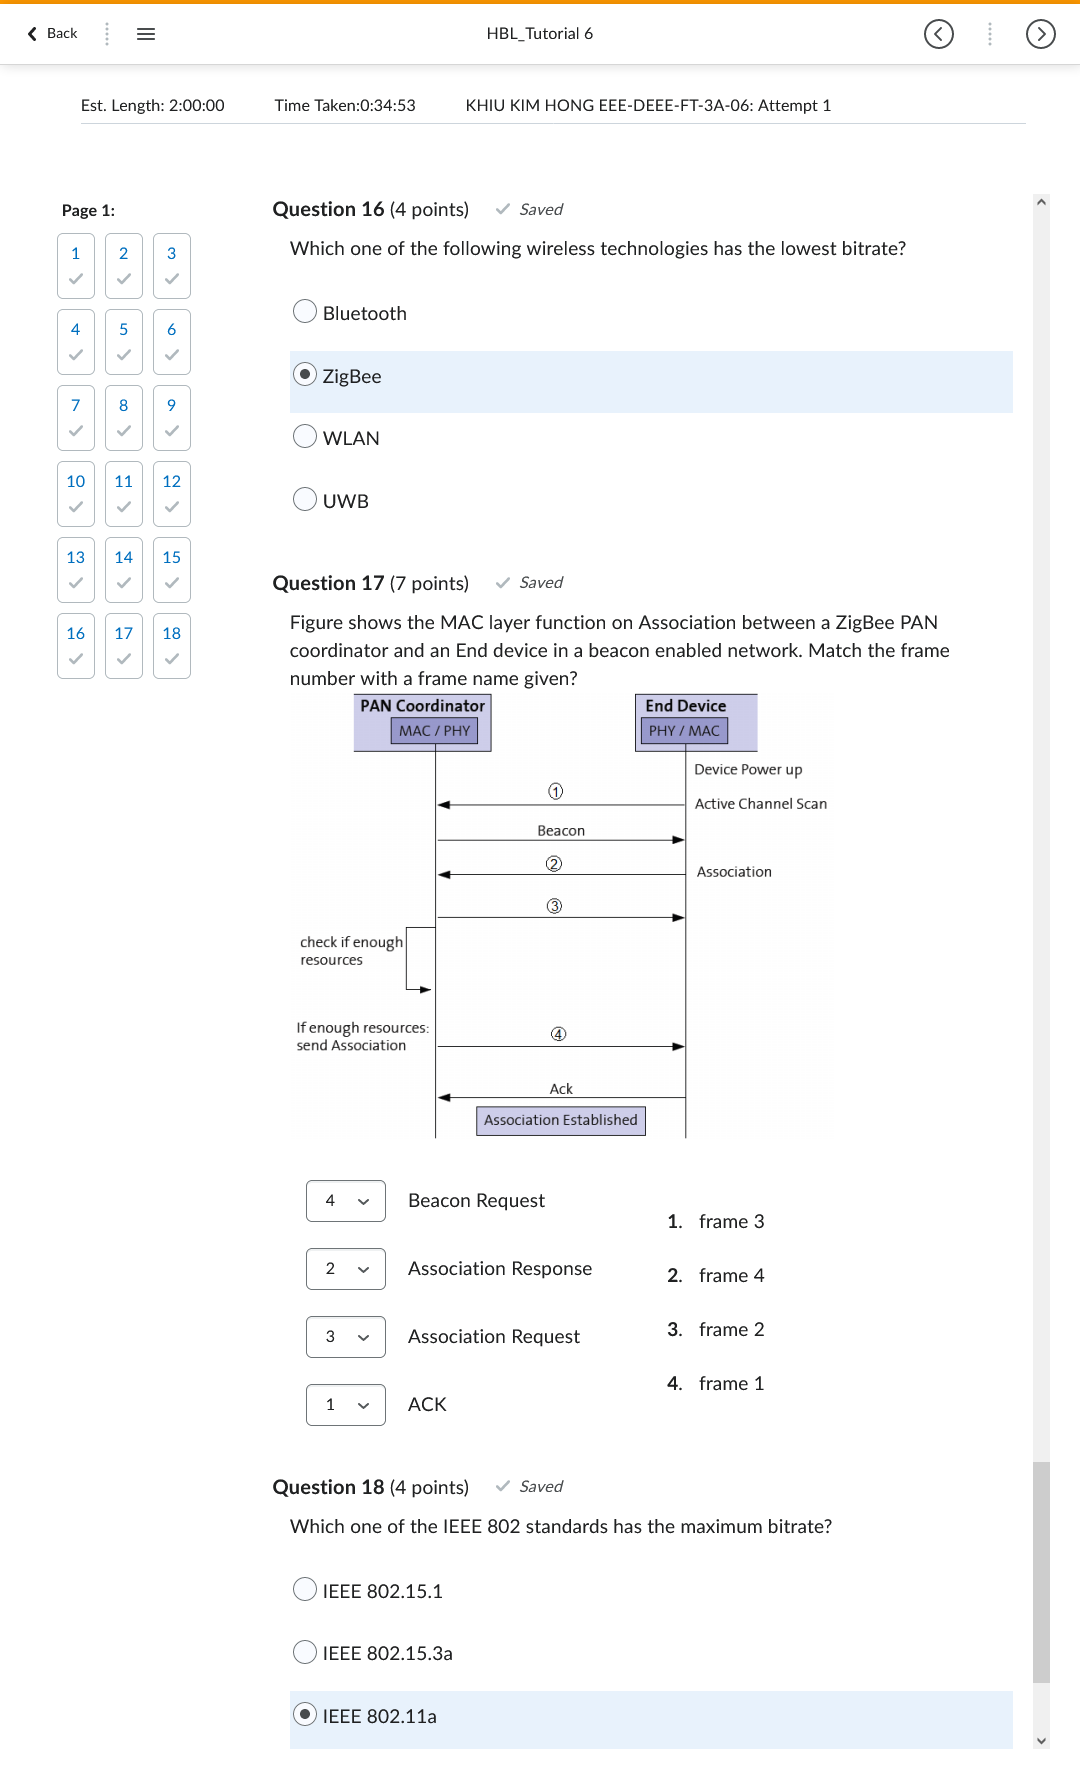 Back
HBL_Tutorial 6
Est. Length: 2:00:00 Time Taken:0:34:53 KHIU KIM HONG EEE-DEEE-FT-3A-06: Attempt 1
Page 1:
1 2 3
4 5 6
7 8 9
10 11 12
13 14 15
16 17 18
Question 16 (4 points) Saved
Which one of the following wireless technologies has the lowest bitrate?
Bluetooth
ZigBee
WLAN
UWB
Question 17 (7 points) Saved
Figure shows the MAC layer function on Association between a ZigBee PAN
coordinator and an End device in a beacon enabled network. Match the frame
number with a frame name given?
PAN Coordinator End Device
MAC / PHY PHY / MAC
Device Power up
①
Active Channel Scan
Beacon
②
Association
③
check if enough
resources
If enough resources:
send Association
④
Ack
Association Established
4 Beacon Request
2 Association Response
3 Association Request
1 ACK
1. frame 3
2. frame 4
3. frame 2
4. frame 1
Question 18 (4 points) Saved
Which one of the IEEE 802 standards has the maximum bitrate?
IEEE 802.15.1
IEEE 802.15.3a
IEEE 802.11a